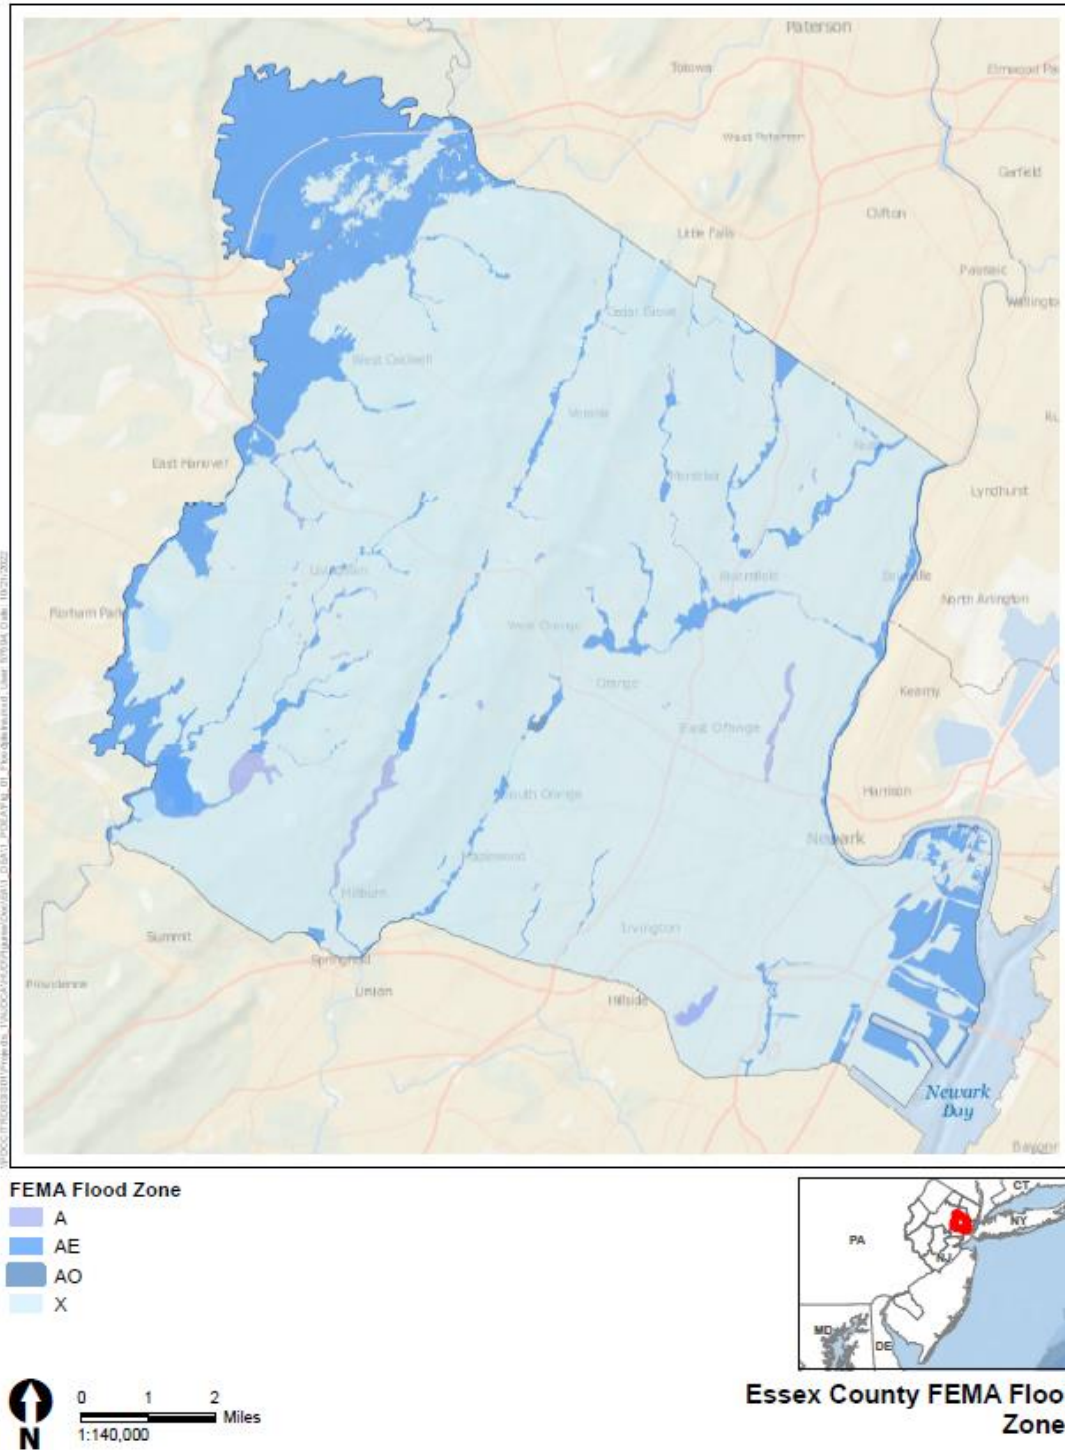 Paterson
Totowa
Elmwood Pa
West Paterson
Garfield
Clifton
Little Falls
Passaic
Wallingto
Cedar Grove
West Caldwell
Verona
East Hanover
Montclair
Lyndhurst
Livingston
Bloomfield
Belleville
North Arlington
Florham Park
West Orange
Orange
Kearny
East Orange
South Orange
Harrison
Newark
Maplewood
Millburn
Irvington
Summit
Springfield
Union
Hillside
Providence
Newark
Bay
Bayonn
FEMA Flood Zone
A
AE
AO
X
CT
NY
PA
NJ
MD
DE
0 1 2
Miles
1:140,000
N
Essex County FEMA Floo
Zone